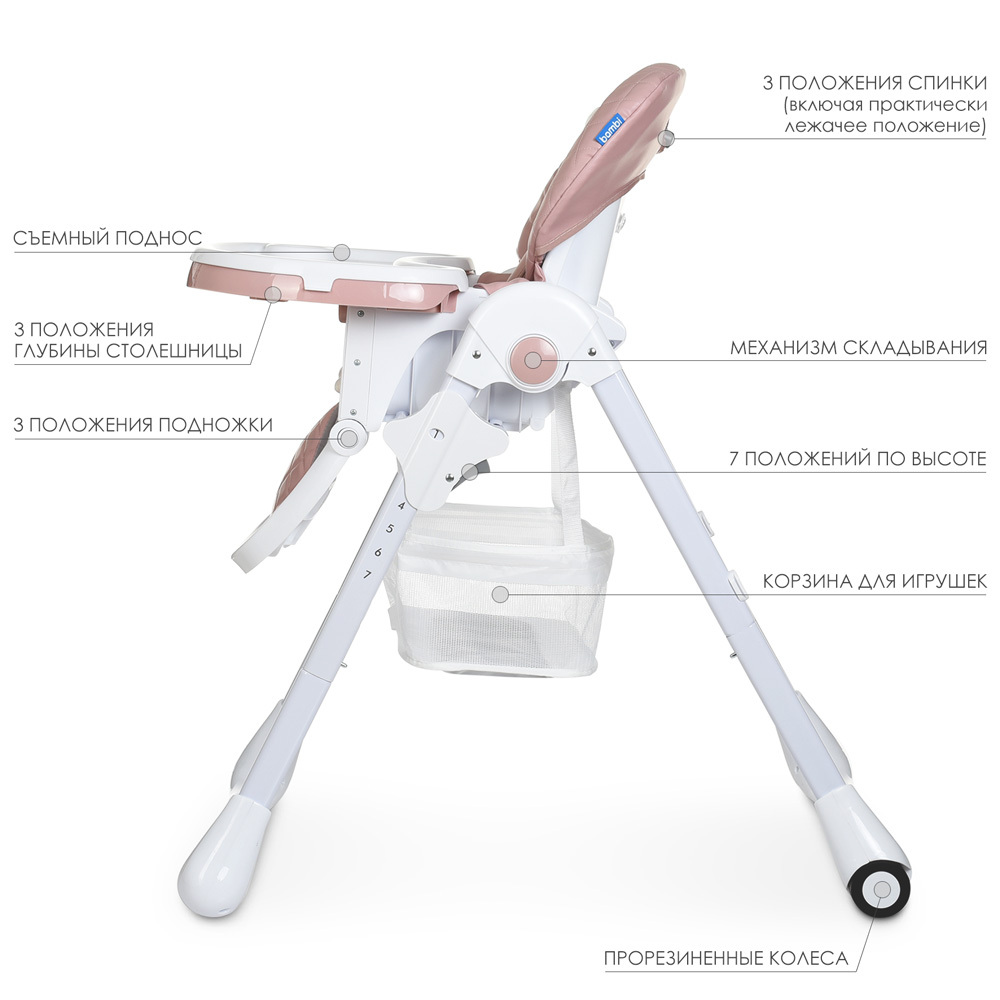 3 ПОЛОЖЕНИЯ СПИНКИ
(включая практически
лежачее положение)
bambi
СЪЕМНЫЙ ПОДНОС
3 ПОЛОЖЕНИЯ
ГЛУБИНЫ СТОЛЕШНИЦЫ
МЕХАНИЗМ СКЛАДЫВАНИЯ
3 ПОЛОЖЕНИЯ ПОДНОЖКИ
7 ПОЛОЖЕНИЙ ПО ВЫСОТЕ
4
5
6
7
КОРЗИНА ДЛЯ ИГРУШЕК
ПРОРЕЗИНЕННЫЕ КОЛЕСА